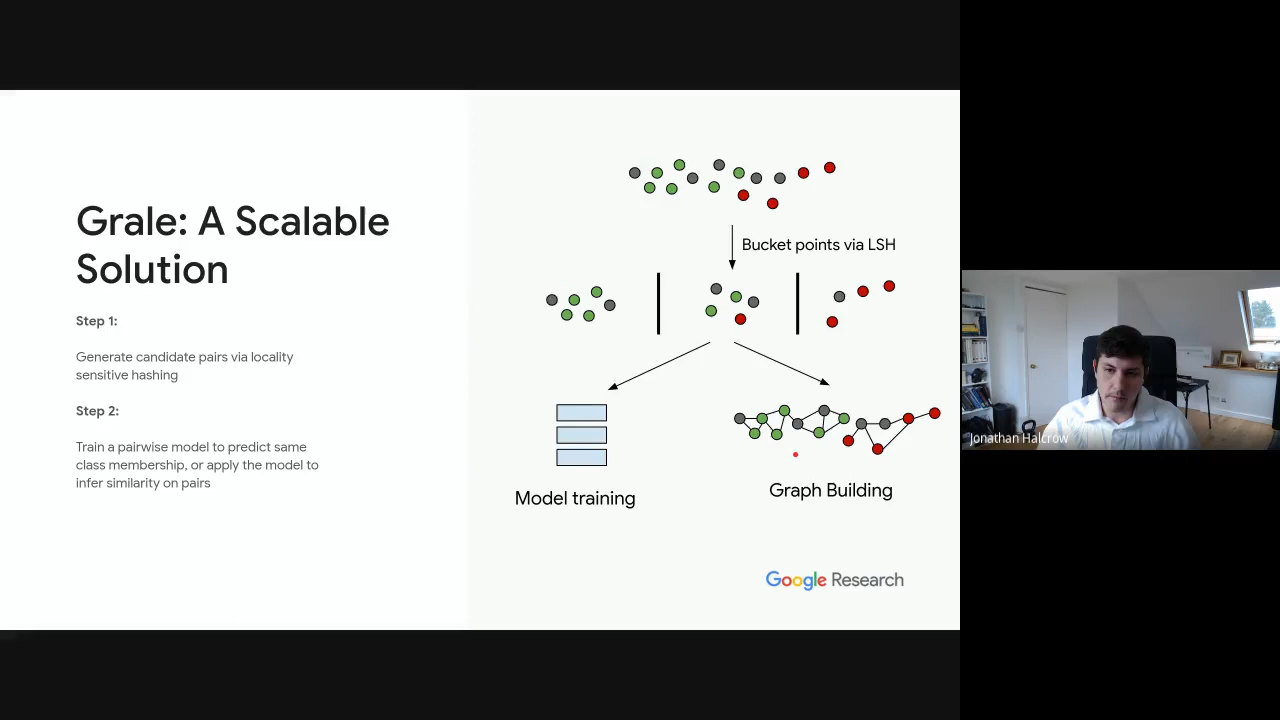 Grale: A Scalable
Solution
Step 1:
Generate candidate pairs via locality
sensitive hashing
Step 2:
Train a pairwise model to predict same
class membership, or apply the model to
infer similarity on pairs
Bucket points via LSH
Model training
Graph Building
Google Research
Jonathan Halcrow